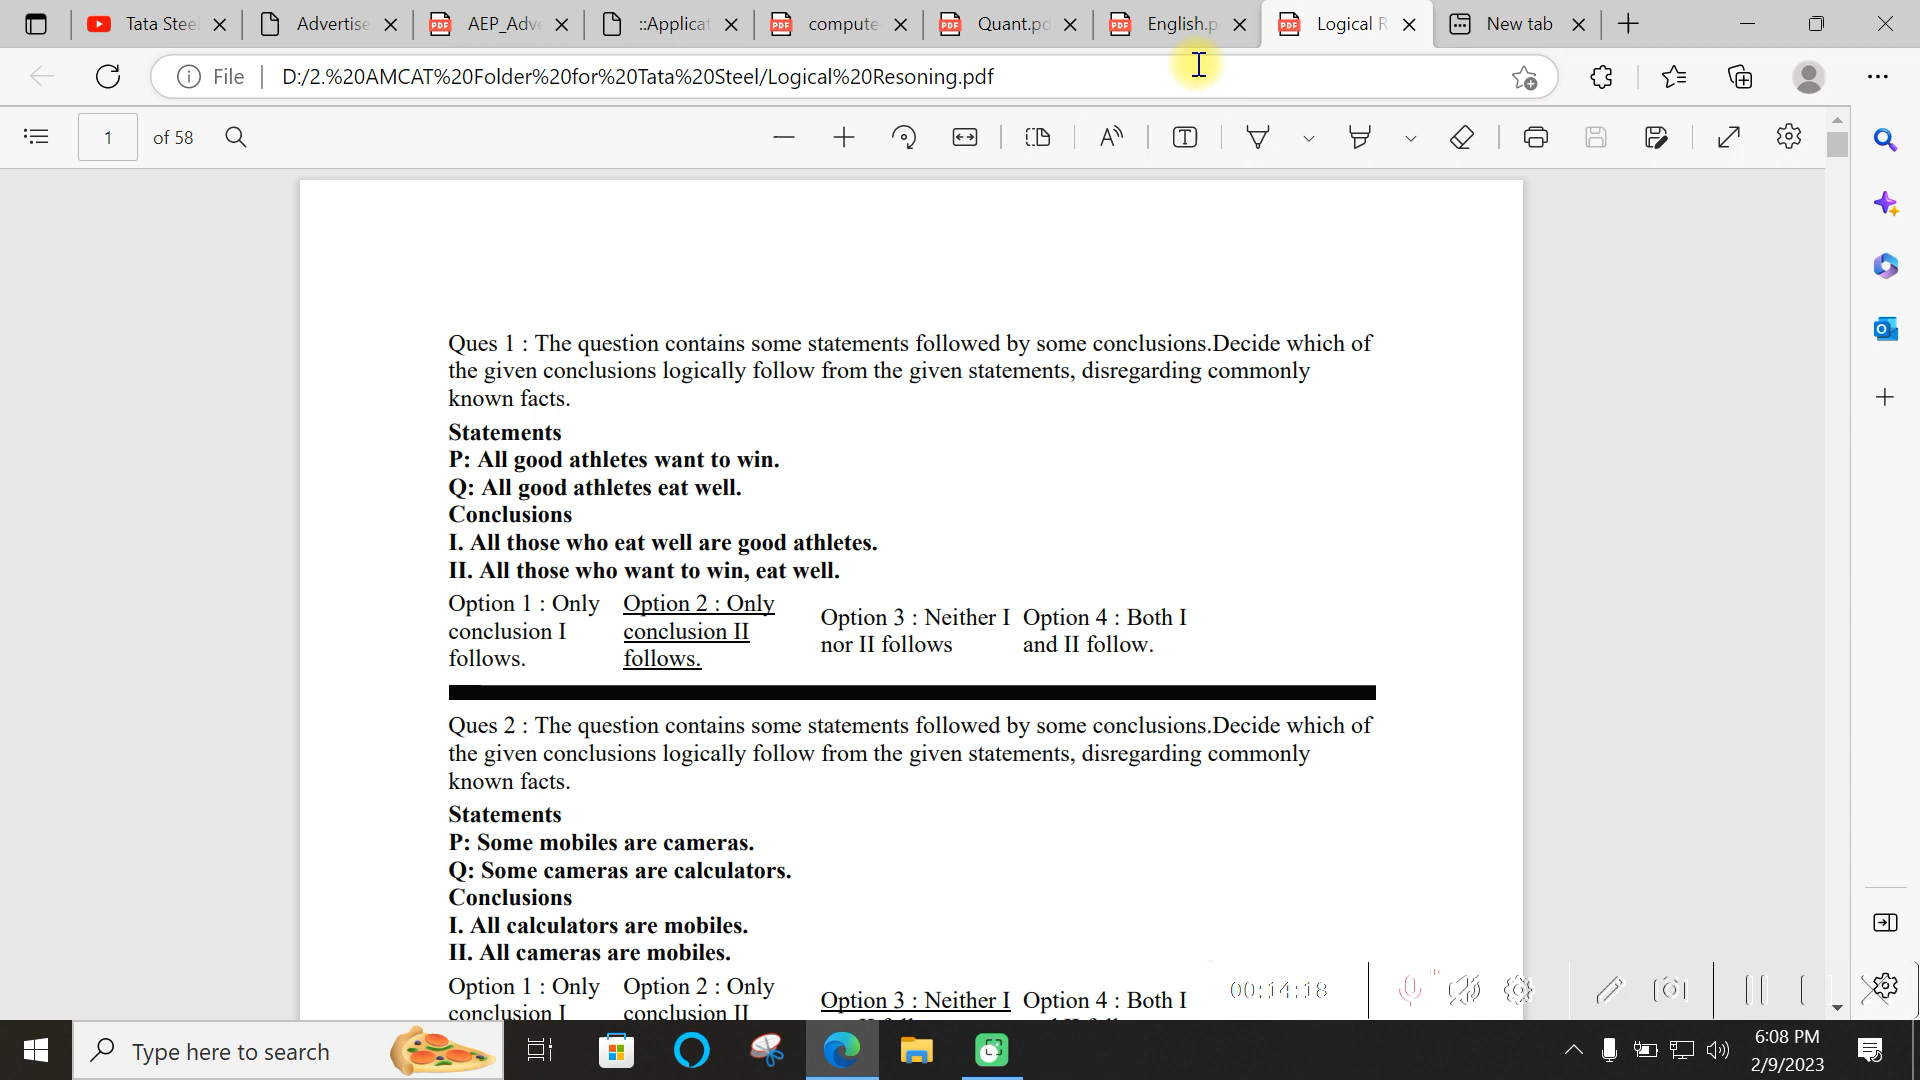 Tata Steel
Advertise
AEP_Adv
::Applicat
compute
Quant.pd
English.p
Logical R
New tab
File
D:/2.%20AMCAT%20Folder%20for%20Tata%20Steel/Logical%20Resoning.pdf
1 of 58
Ques 1 : The question contains some statements followed by some conclusions.Decide which of
the given conclusions logically follow from the given statements, disregarding commonly
known facts.
Statements
P: All good athletes want to win.
Q: All good athletes eat well.
Conclusions
I. All those who eat well are good athletes.
II. All those who want to win, eat well.
Option 1 : Only
conclusion I
follows.
Option 2 : Only
conclusion II
follows.
Option 3 : Neither I
nor II follows
Option 4 : Both I
and II follow.
Ques 2 : The question contains some statements followed by some conclusions.Decide which of
the given conclusions logically follow from the given statements, disregarding commonly
known facts.
Statements
P: Some mobiles are cameras.
Q: Some cameras are calculators.
Conclusions
I. All calculators are mobiles.
II. All cameras are mobiles.
Option 1 : Only
conclusion I
Option 2 : Only
conclusion II
Option 3 : Neither I
Option 4 : Both I
00:14:18
Type here to search
6:08 PM
2/9/2023